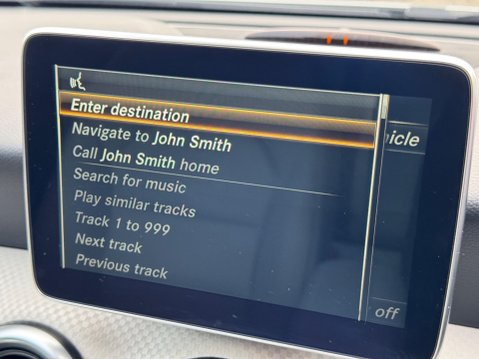 Enter destination
Navigate to John Smith
Call John Smith home
Search for music
Play similar tracks
Track 1 to 999
Next track
Previous track
icle
off